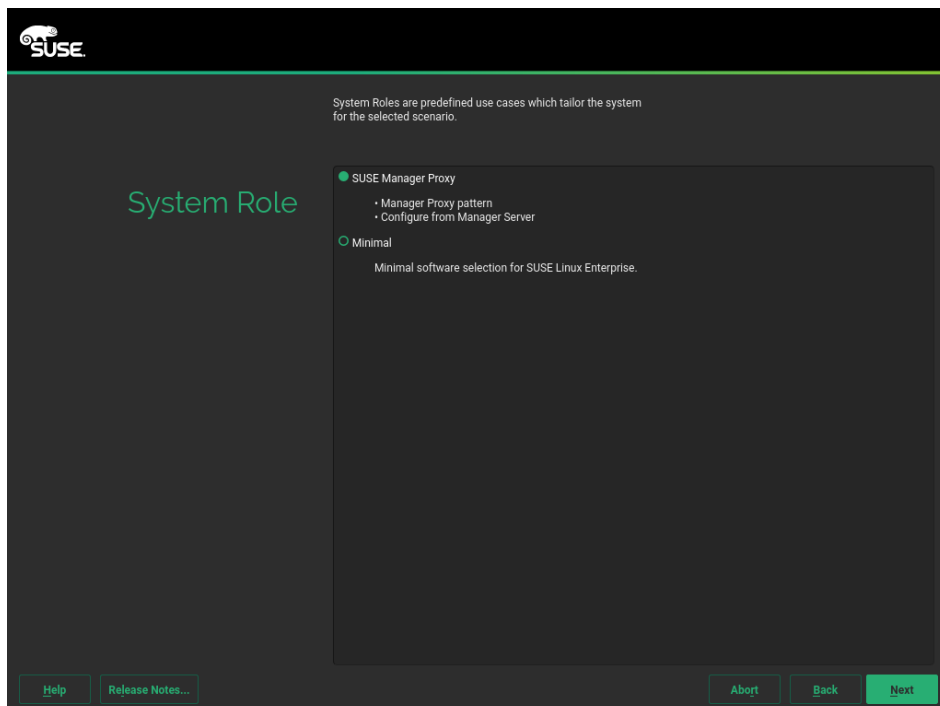 SUSE.
System Roles are predefined use cases which tailor the system
for the selected scenario.
System Role
SUSE Manager Proxy
• Manager Proxy pattern
• Configure from Manager Server
Minimal
Minimal software selection for SUSE Linux Enterprise.
Help
Release Notes...
Abort
Back
Next